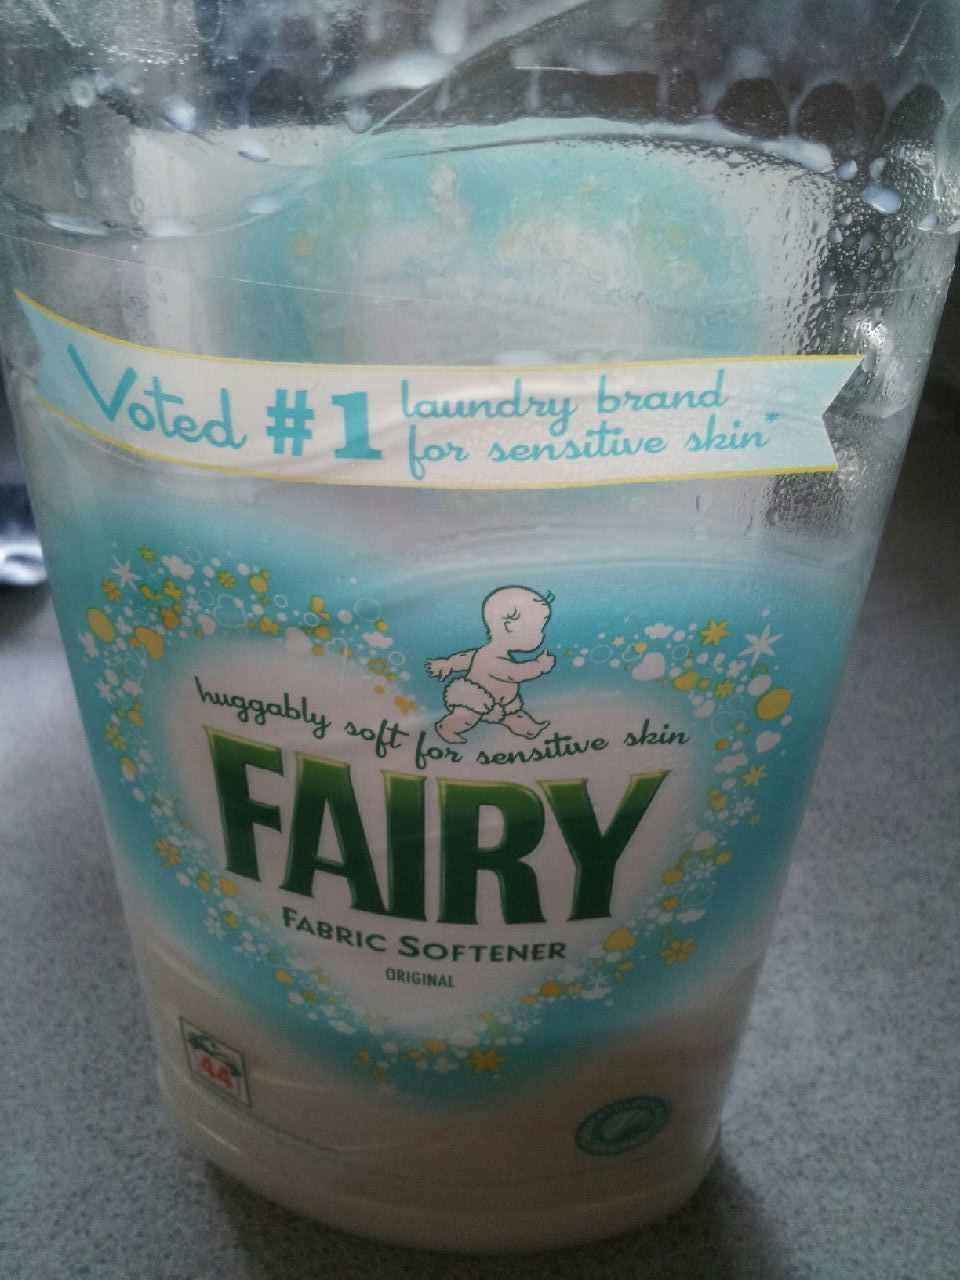 Voted #1 laundry brand
for sensitive skin*
huggably soft for sensitive skin
FAIRY
FABRIC SOFTENER
ORIGINAL
44